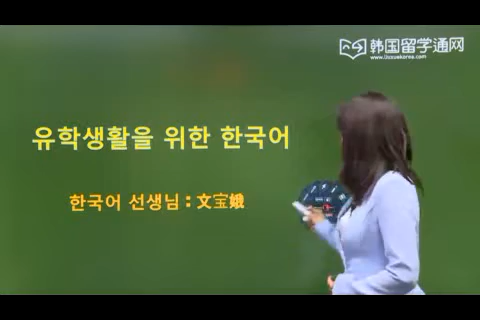 韩国留学通网
유학생활을 위한 한국어
한국어 선생님 : 文宝娥